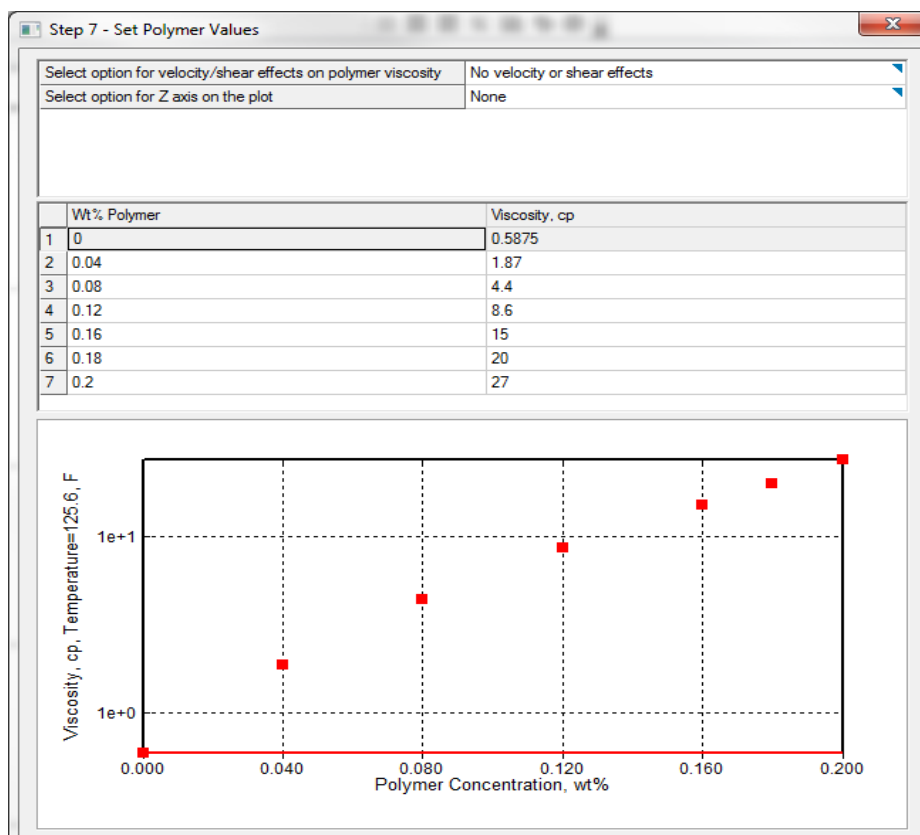 Step 7 - Set Polymer Values
Select option for velocity/shear effects on polymer viscosity No velocity or shear effects
Select option for Z axis on the plot None
Wt% Polymer Viscosity, cp
1 0 0.5875
2 0.04 1.87
3 0.08 4.4
4 0.12 8.6
5 0.16 15
6 0.18 20
7 0.2 27
Viscosity, cp, Temperature=125.6, F
1e+1
1e+0
0.000 0.040 0.080 0.120 0.160 0.200
Polymer Concentration, wt%